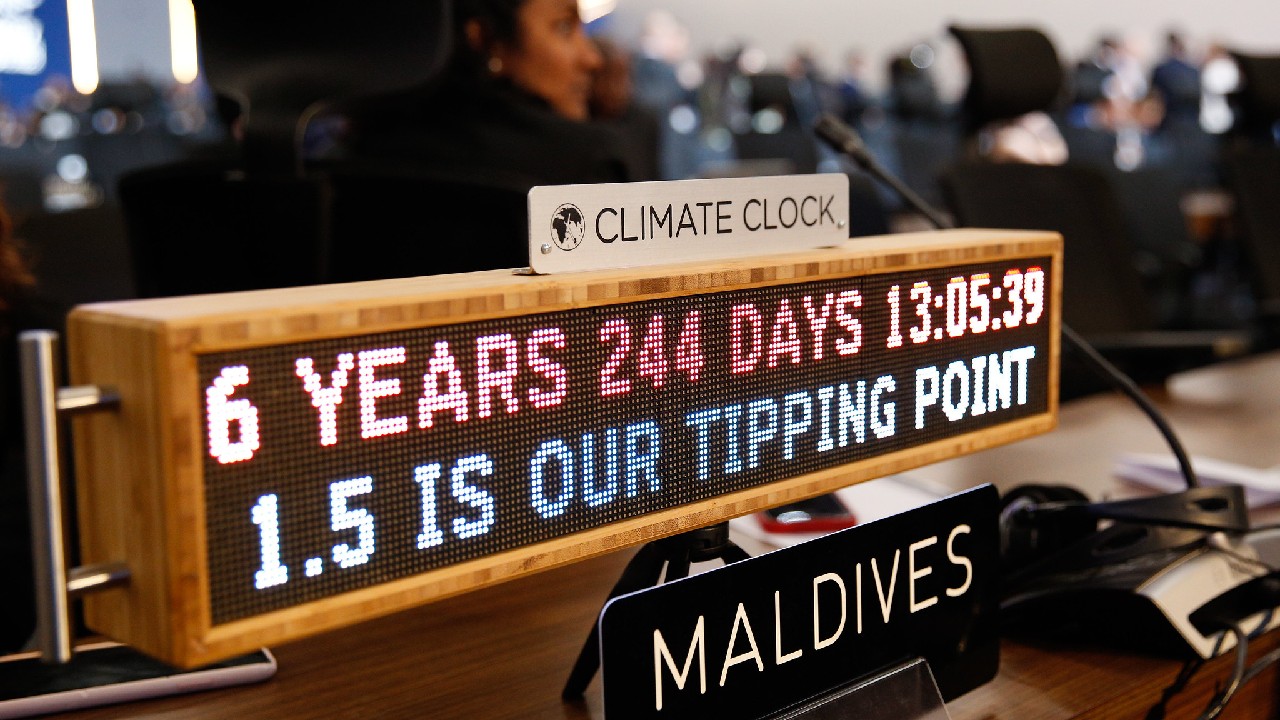 CLIMATE CLOCK
6 YEARS 244 DAYS 13:05:39
1.5 IS OUR TIPPING POINT
MALDIVES